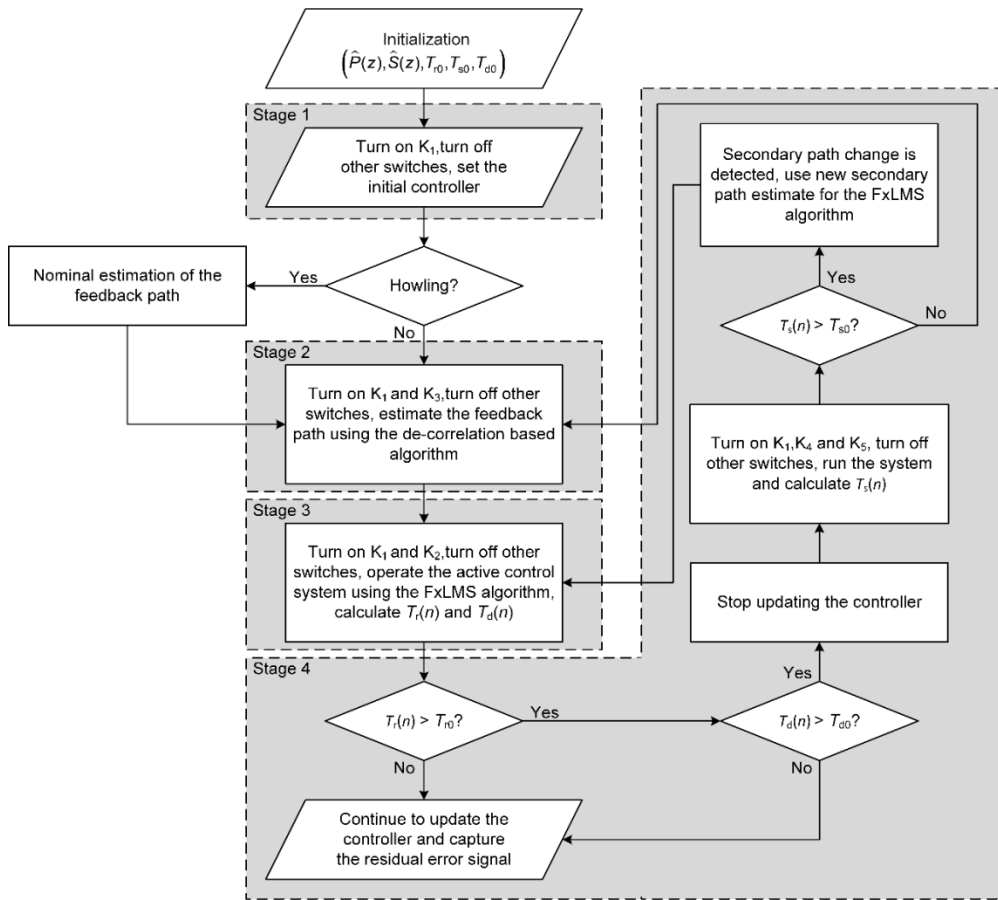 Initialization
(P̂(z),Ŝ(z),Tr0,Ts0,Td0)
Stage 1
Turn on K1,turn off
other switches, set the
initial controller
Howling?
Yes
No
Nominal estimation of the
feedback path
Stage 2
Turn on K1 and K3,turn off other
switches, estimate the feedback
path using the de-correlation based
algorithm
Stage 3
Turn on K1 and K2,turn off other
switches, operate the active control
system using the FxLMS algorithm,
calculate Tr(n) and Td(n)
Stage 4
Tr(n) > Tr0?
Yes
No
Continue to update the
controller and capture
the residual error signal
Td(n) > Td0?
Yes
No
Stop updating the controller
Turn on K1,K4 and K5, turn off
other switches, run the system
and calculate Ts(n)
Ts(n) > Ts0?
Yes
No
Secondary path change is
detected, use new secondary
path estimate for the FxLMS
algorithm